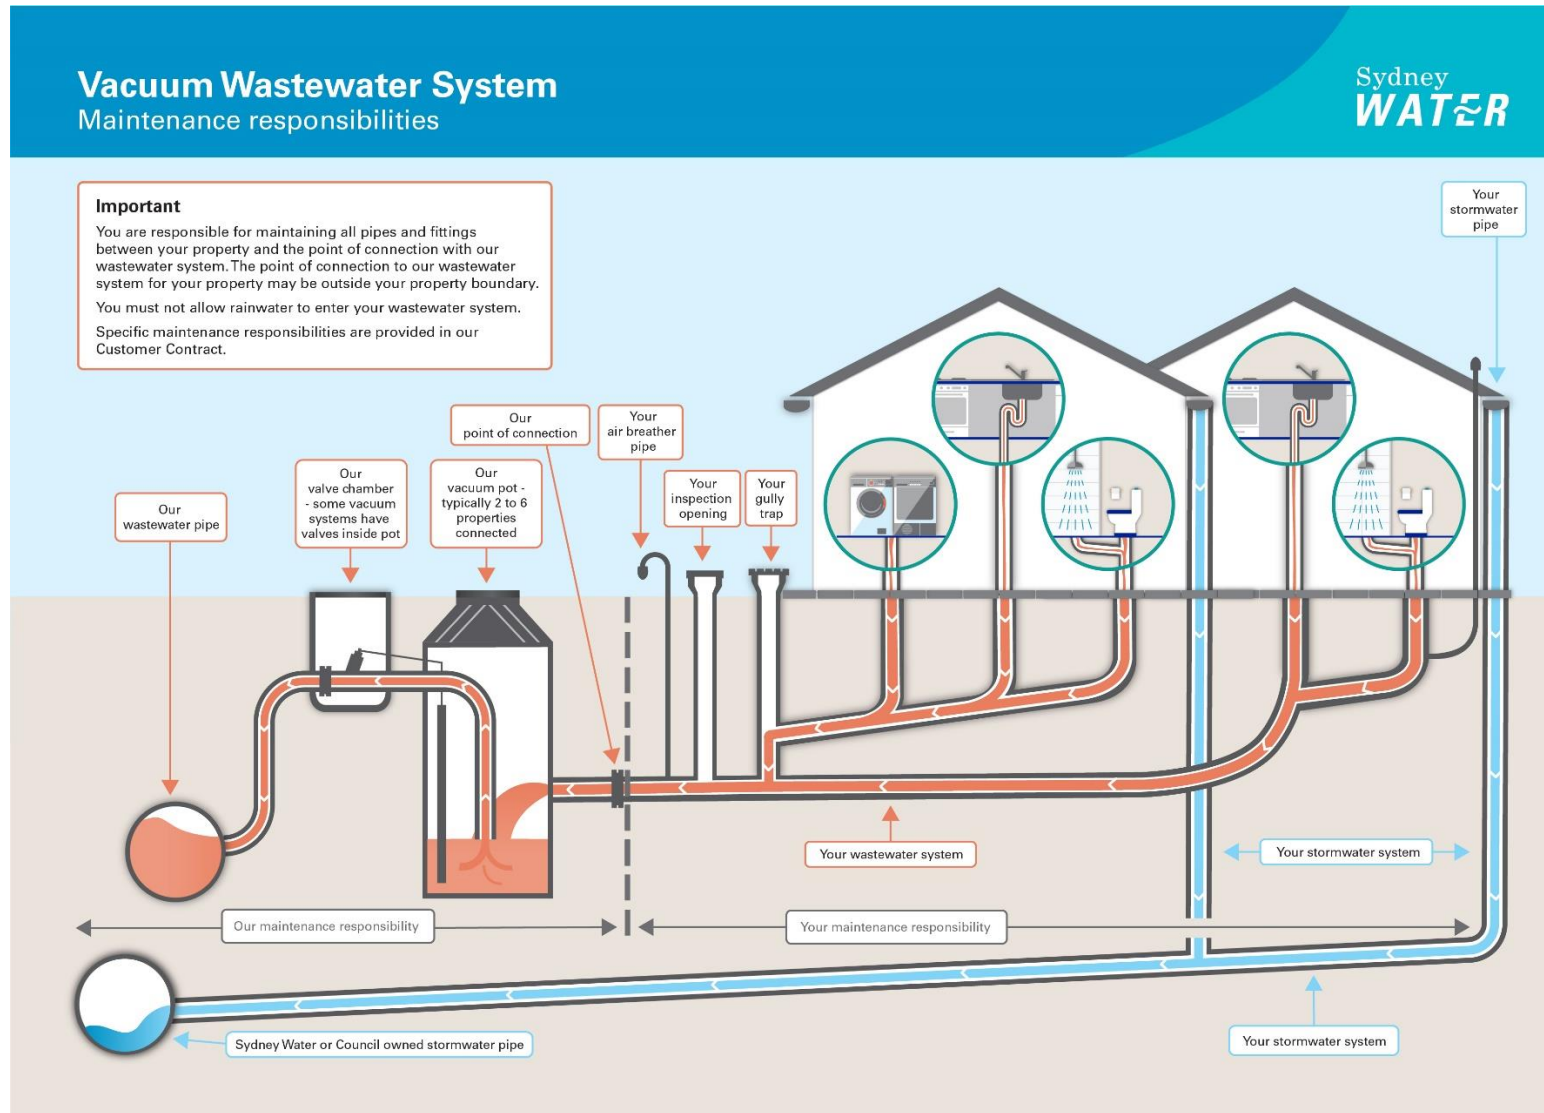 Vacuum Wastewater System
Maintenance responsibilities
Sydney
WATER
Important
You are responsible for maintaining all pipes and fittings
between your property and the point of connection with our
wastewater system. The point of connection to our wastewater
system for your property may be outside your property boundary.
You must not allow rainwater to enter your wastewater system.
Specific maintenance responsibilities are provided in our
Customer Contract.
Your
stormwater
pipe
Our
point of connection
Your
air breather
pipe
Our
wastewater pipe
Our
valve chamber
- some vacuum
systems have
valves inside pot
Our
vacuum pot -
typically 2 to 6
properties
connected
Your
inspection
opening
Your
gully
trap
Your wastewater system
Your stormwater system
Our maintenance responsibility
Your maintenance responsibility
Sydney Water or Council owned stormwater pipe
Your stormwater system